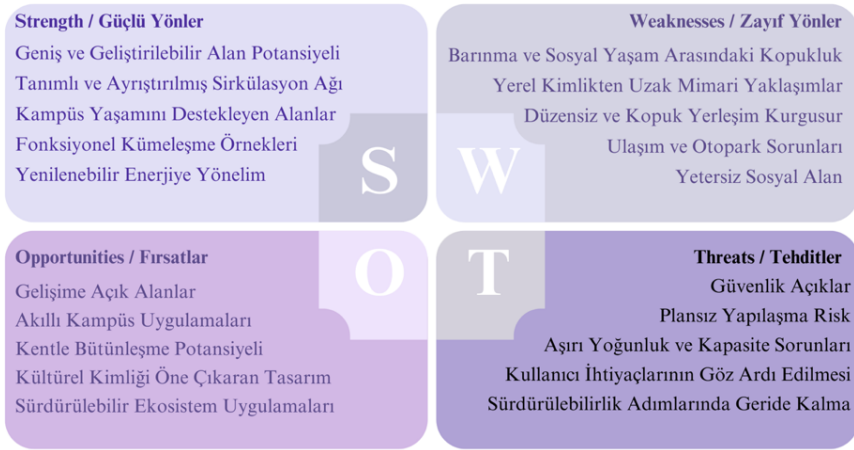 Strength / Güçlü Yönler
Geniş ve Geliştirilebilir Alan Potansiyeli
Tanımlı ve Ayrıştırılmış Sirkülasyon Ağı
Kampüs Yaşamını Destekleyen Alanlar
Fonksiyonel Kümeleşme Örnekleri
Yenilenebilir Enerjiye Yönelim
S
Weaknesses / Zayıf Yönler
Barınma ve Sosyal Yaşam Arasındaki Kopukluk
Yerel Kimlikten Uzak Mimari Yaklaşımlar
Düzensiz ve Kopuk Yerleşim Kurgusur
Ulaşım ve Otopark Sorunları
Yetersiz Sosyal Alan
W
Opportunities / Fırsatlar
Gelişime Açık Alanlar
Akıllı Kampüs Uygulamaları
Kentle Bütünleşme Potansiyeli
Kültürel Kimliği Öne Çıkaran Tasarım
Sürdürülebilir Ekosistem Uygulamaları
O
Threats / Tehditler
Güvenlik Açıklar
Plansız Yapılaşma Risk
Aşırı Yoğunluk ve Kapasite Sorunları
Kullanıcı İhtiyaçlarının Göz Ardı Edilmesi
Sürdürülebilirlik Adımlarında Geride Kalma
T